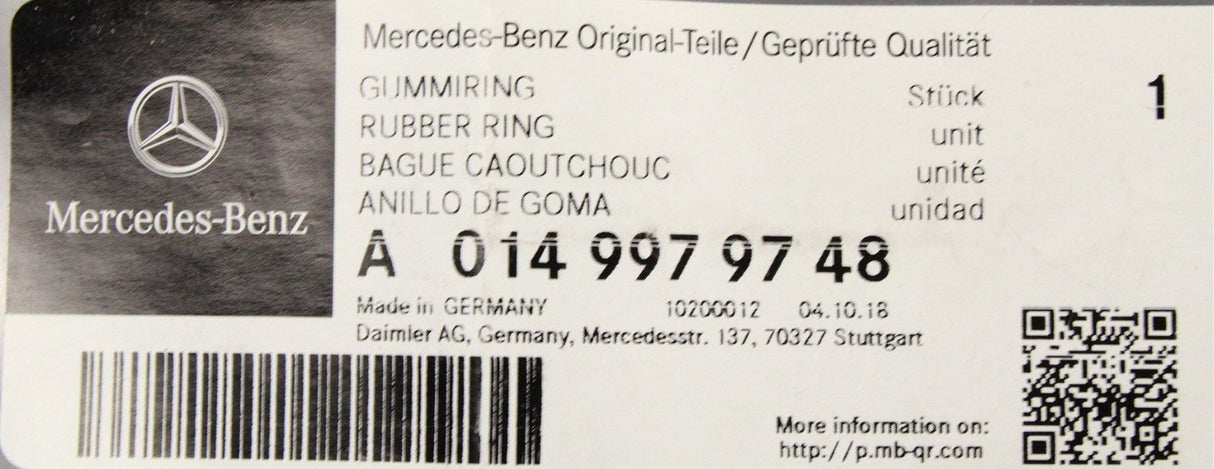 Mercedes-Benz
Mercedes-Benz Original-Teile/Geprüfte Qualität
GUMMIRING Stück 1
RUBBER RING unit
BAGUE CAOUTCHOUC unité
ANILLO DE GOMA unidad
A 014 997 97 48
Made in GERMANY 10200012 04.10.18
Daimler AG, Germany, Mercedesstr. 137, 70327 Stuttgart
More information on:
http://p.mb-qr.com